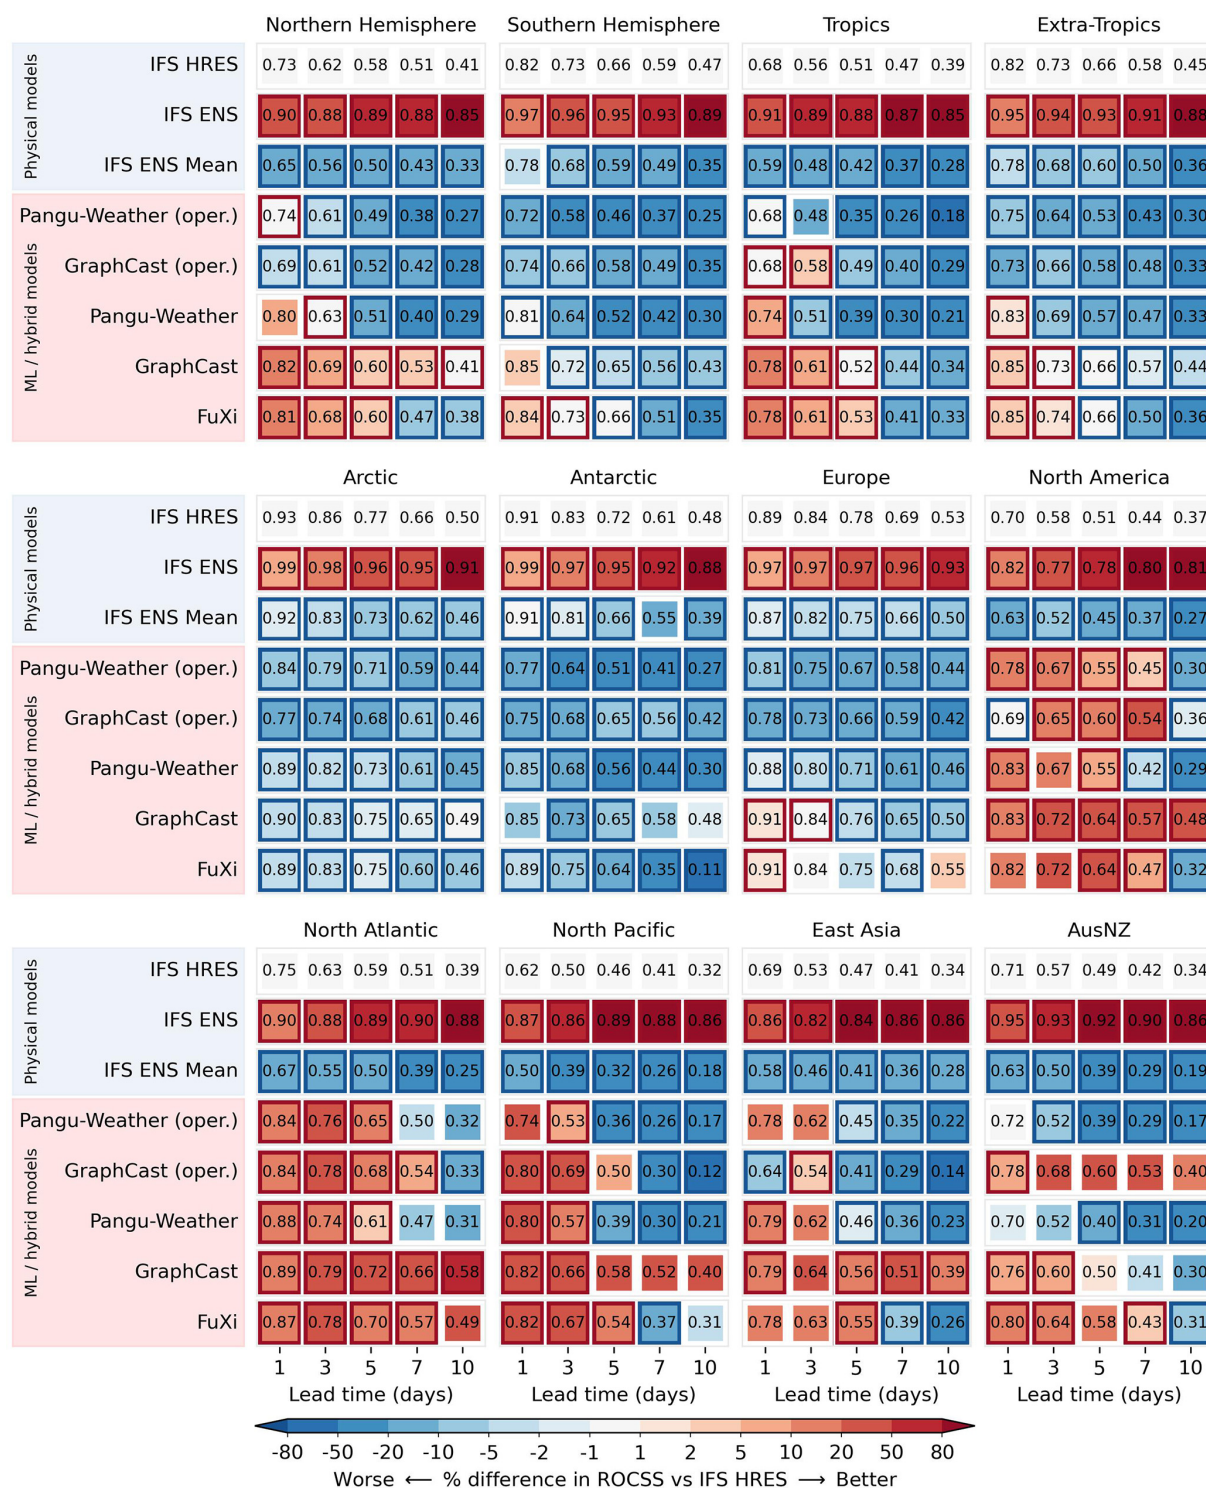 Northern Hemisphere Southern Hemisphere Tropics Extra-Tropics
Physical models
IFS HRES 0.73 0.62 0.58 0.51 0.41 0.82 0.73 0.66 0.59 0.47 0.68 0.56 0.51 0.47 0.39 0.82 0.73 0.66 0.58 0.45
IFS ENS 0.90 0.88 0.89 0.88 0.85 0.97 0.96 0.95 0.93 0.89 0.91 0.89 0.88 0.87 0.85 0.95 0.94 0.93 0.91 0.88
IFS ENS Mean 0.65 0.56 0.50 0.43 0.33 0.78 0.68 0.59 0.49 0.35 0.59 0.48 0.42 0.37 0.28 0.78 0.68 0.60 0.50 0.36
ML / hybrid models
Pangu-Weather (oper.) 0.74 0.61 0.49 0.38 0.27 0.72 0.58 0.46 0.37 0.25 0.68 0.48 0.35 0.26 0.18 0.75 0.64 0.53 0.43 0.30
GraphCast (oper.) 0.69 0.61 0.52 0.42 0.28 0.74 0.66 0.58 0.49 0.35 0.68 0.58 0.49 0.40 0.29 0.73 0.66 0.58 0.48 0.33
Pangu-Weather 0.80 0.63 0.51 0.40 0.29 0.81 0.64 0.52 0.42 0.30 0.74 0.51 0.39 0.30 0.21 0.83 0.69 0.57 0.47 0.33
GraphCast 0.82 0.69 0.60 0.53 0.41 0.85 0.72 0.65 0.56 0.43 0.78 0.61 0.52 0.44 0.34 0.85 0.73 0.66 0.57 0.44
FuXi 0.81 0.68 0.60 0.47 0.38 0.84 0.73 0.66 0.51 0.35 0.78 0.61 0.53 0.41 0.33 0.85 0.74 0.66 0.50 0.36
Arctic Antarctic Europe North America
Physical models
IFS HRES 0.93 0.86 0.77 0.66 0.50 0.91 0.83 0.72 0.61 0.48 0.89 0.84 0.78 0.69 0.53 0.70 0.58 0.51 0.44 0.37
IFS ENS 0.99 0.98 0.96 0.95 0.91 0.99 0.97 0.95 0.92 0.88 0.97 0.97 0.97 0.96 0.93 0.82 0.77 0.78 0.80 0.81
IFS ENS Mean 0.92 0.83 0.73 0.62 0.46 0.91 0.81 0.66 0.55 0.39 0.87 0.82 0.75 0.66 0.50 0.63 0.52 0.45 0.37 0.27
ML / hybrid models
Pangu-Weather (oper.) 0.84 0.79 0.71 0.59 0.44 0.77 0.64 0.51 0.41 0.27 0.81 0.75 0.67 0.58 0.44 0.78 0.67 0.55 0.45 0.30
GraphCast (oper.) 0.77 0.74 0.68 0.61 0.46 0.75 0.68 0.65 0.56 0.42 0.78 0.73 0.66 0.59 0.42 0.69 0.65 0.60 0.54 0.36
Pangu-Weather 0.89 0.82 0.73 0.61 0.45 0.85 0.68 0.56 0.44 0.30 0.88 0.80 0.71 0.61 0.46 0.83 0.67 0.55 0.42 0.29
GraphCast 0.90 0.83 0.75 0.65 0.49 0.85 0.73 0.65 0.58 0.48 0.91 0.84 0.76 0.65 0.50 0.83 0.72 0.64 0.57 0.48
FuXi 0.89 0.83 0.75 0.60 0.46 0.89 0.75 0.64 0.35 0.11 0.91 0.84 0.75 0.68 0.55 0.82 0.72 0.64 0.47 0.32
North Atlantic North Pacific East Asia AusNZ
Physical models
IFS HRES 0.75 0.63 0.59 0.51 0.39 0.62 0.50 0.46 0.41 0.32 0.69 0.53 0.47 0.41 0.34 0.71 0.57 0.49 0.42 0.34
IFS ENS 0.90 0.88 0.89 0.90 0.88 0.87 0.86 0.89 0.88 0.86 0.86 0.82 0.84 0.86 0.86 0.95 0.93 0.92 0.90 0.86
IFS ENS Mean 0.67 0.55 0.50 0.39 0.25 0.50 0.39 0.32 0.26 0.18 0.58 0.46 0.41 0.36 0.28 0.63 0.50 0.39 0.29 0.19
ML / hybrid models
Pangu-Weather (oper.) 0.84 0.76 0.65 0.50 0.32 0.74 0.53 0.36 0.26 0.17 0.78 0.62 0.45 0.35 0.22 0.72 0.52 0.39 0.29 0.17
GraphCast (oper.) 0.84 0.78 0.68 0.54 0.33 0.80 0.69 0.50 0.30 0.12 0.64 0.54 0.41 0.29 0.14 0.78 0.68 0.60 0.53 0.40
Pangu-Weather 0.88 0.74 0.61 0.47 0.31 0.80 0.57 0.39 0.30 0.21 0.79 0.62 0.46 0.36 0.23 0.70 0.52 0.40 0.31 0.20
GraphCast 0.89 0.79 0.72 0.66 0.58 0.82 0.66 0.58 0.52 0.40 0.79 0.64 0.56 0.51 0.39 0.76 0.60 0.50 0.41 0.30
FuXi 0.87 0.78 0.70 0.57 0.49 0.82 0.67 0.54 0.37 0.31 0.78 0.63 0.55 0.39 0.26 0.80 0.64 0.58 0.43 0.31
1 3 5 7 10 1 3 5 7 10 1 3 5 7 10 1 3 5 7 10
Lead time (days) Lead time (days) Lead time (days) Lead time (days)
-80 -50 -20 -10 -5 -2 -1 1 2 5 10 20 50 80
Worse ⟵ % difference in ROCSS vs IFS HRES ⟶ Better